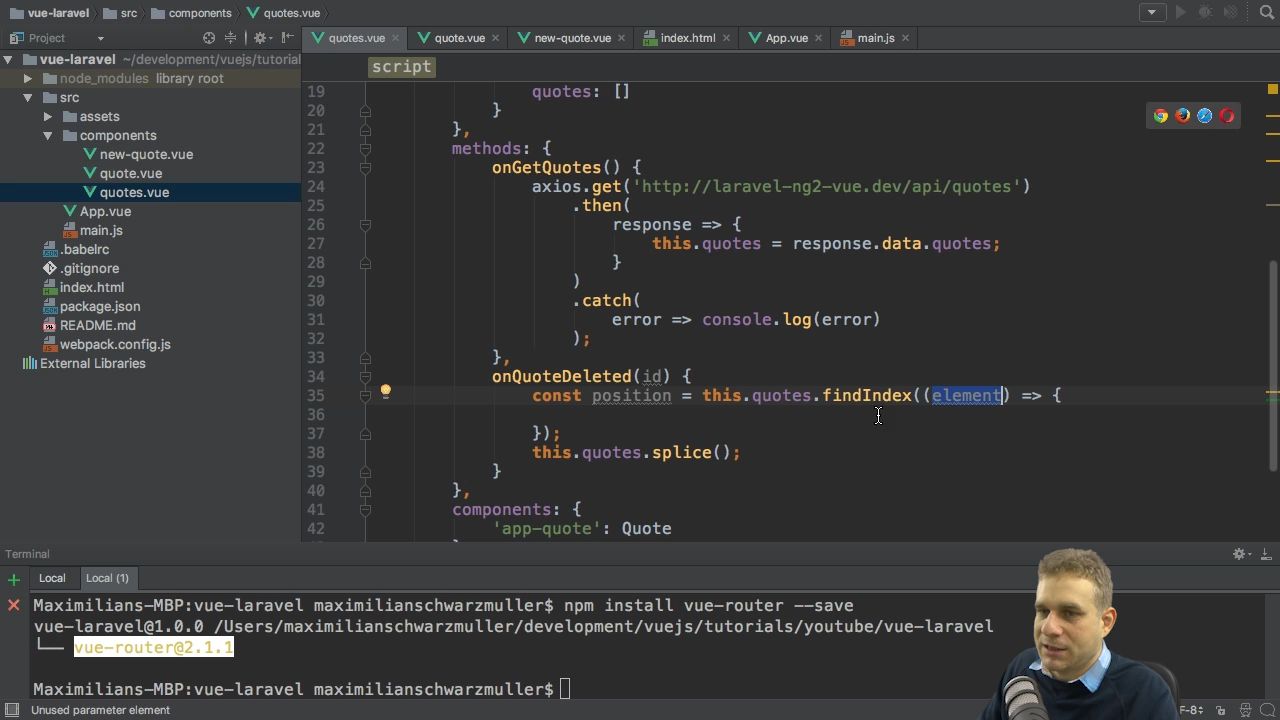 vue-laravel src components quotes.vue
Project
quotes.vue quote.vue new-quote.vue index.html App.vue main.js
vue-laravel ~/development/vuejs/tutorial
node_modules library root
src
assets
components
new-quote.vue
quote.vue
quotes.vue
App.vue
main.js
.babelrc
.gitignore
index.html
package.json
README.md
webpack.config.js
External Libraries
script
19 quotes: []
20 }
21 },
22 methods: {
23 onGetQuotes() {
24 axios.get('http://laravel-ng2-vue.dev/api/quotes')
25 .then(
26 response => {
27 this.quotes = response.data.quotes;
28 }
29 )
30 .catch(
31 error => console.log(error)
32 );
33 },
34 onQuoteDeleted(id) {
35 const position = this.quotes.findIndex((element) => {
36
37 });
38 this.quotes.splice();
39 }
40 },
41 components: {
42 'app-quote': Quote
Terminal
Local Local (1)
Maximilians-MBP:vue-laravel maximilianschwarzmuller$ npm install vue-router --save
vue-laravel@1.0.0 /Users/maximilianschwarzmuller/development/vuejs/tutorials/youtube/vue-laravel
└── vue-router@2.1.1
Maximilians-MBP:vue-laravel maximilianschwarzmuller$
Unused parameter element